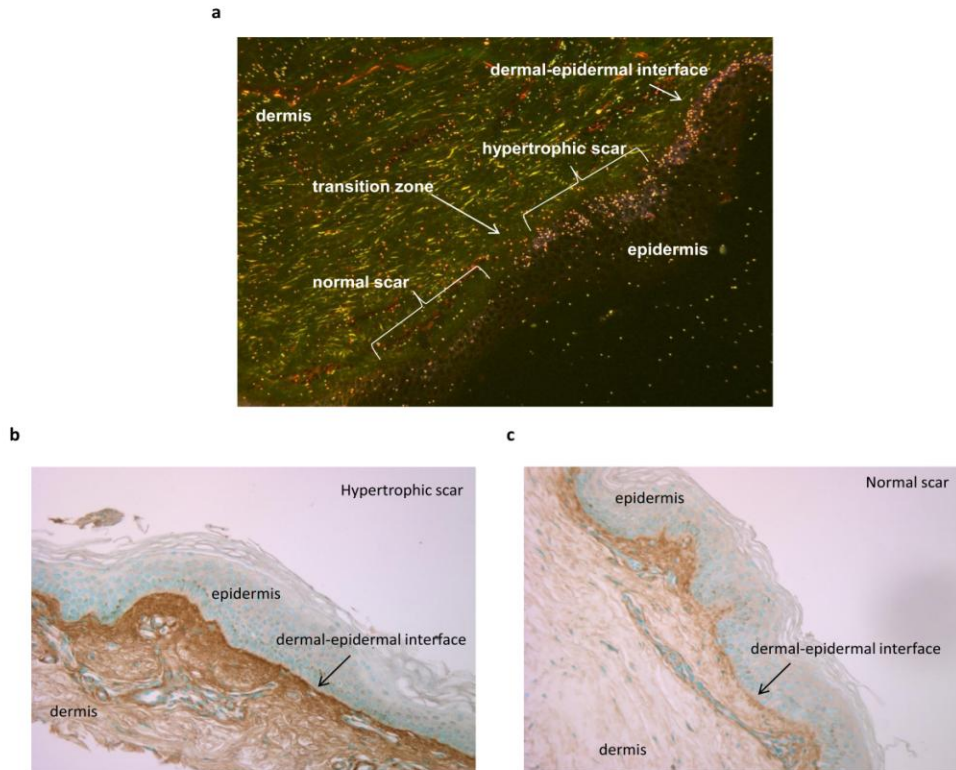 a
dermal-epidermal interface
dermis
hypertrophic scar
transition zone
epidermis
normal scar
b
c
Hypertrophic scar
epidermis
dermal-epidermal interface
dermis
Normal scar
epidermis
dermal-epidermal interface
dermis